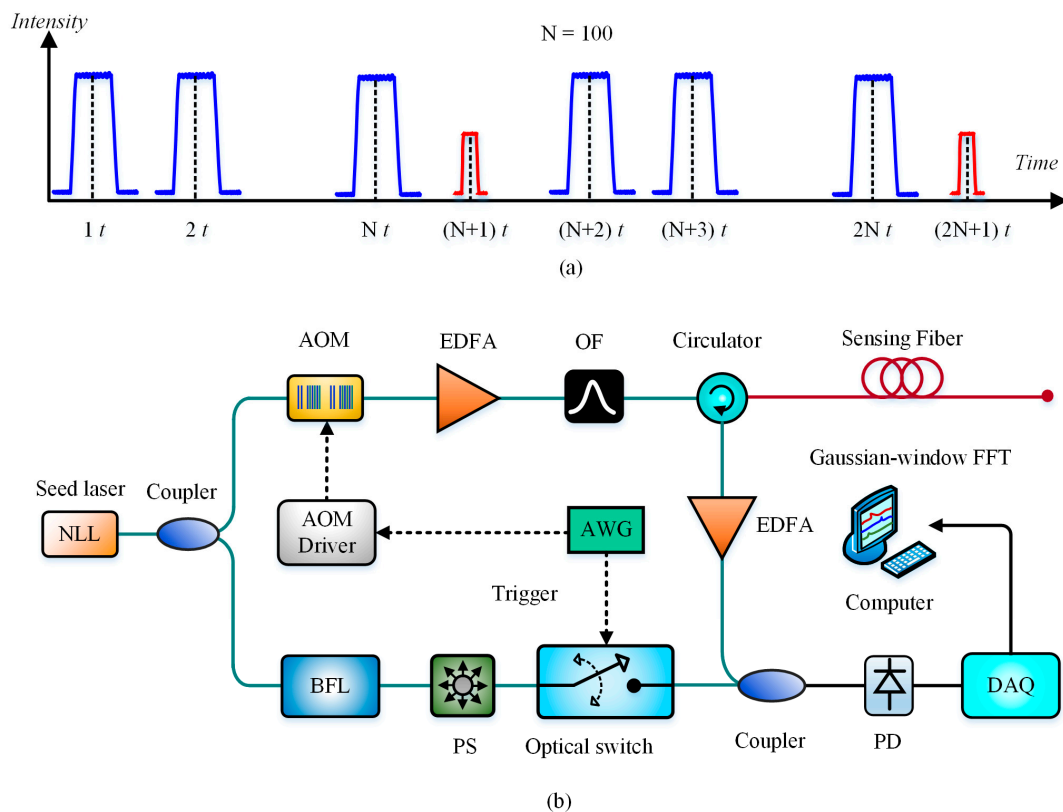 Intensity
N = 100
Time
1 t
2 t
N t
(N+1) t
(N+2) t
(N+3) t
2N t
(2N+1) t
(a)
AOM
EDFA
OF
Circulator
Sensing Fiber
Gaussian-window FFT
Seed laser
Coupler
NLL
AOM
Driver
AWG
EDFA
Trigger
Computer
BFL
DAQ
PS
Optical switch
Coupler
PD
(b)